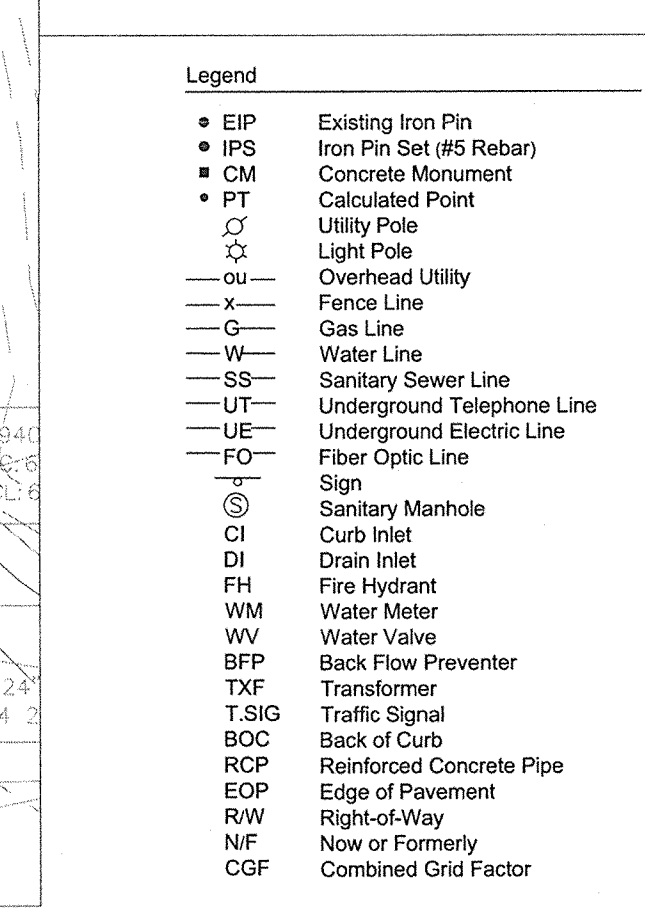 Legend
EIP Existing Iron Pin
IPS Iron Pin Set (#5 Rebar)
CM Concrete Monument
PT Calculated Point
Utility Pole
Light Pole
ou Overhead Utility
x Fence Line
G Gas Line
W Water Line
SS Sanitary Sewer Line
UT Underground Telephone Line
UE Underground Electric Line
FO Fiber Optic Line
Sign
S Sanitary Manhole
CI Curb Inlet
DI Drain Inlet
FH Fire Hydrant
WM Water Meter
WV Water Valve
BFP Back Flow Preventer
TXF Transformer
T.SIG Traffic Signal
BOC Back of Curb
RCP Reinforced Concrete Pipe
EOP Edge of Pavement
R/W Right-of-Way
N/F Now or Formerly
CGF Combined Grid Factor